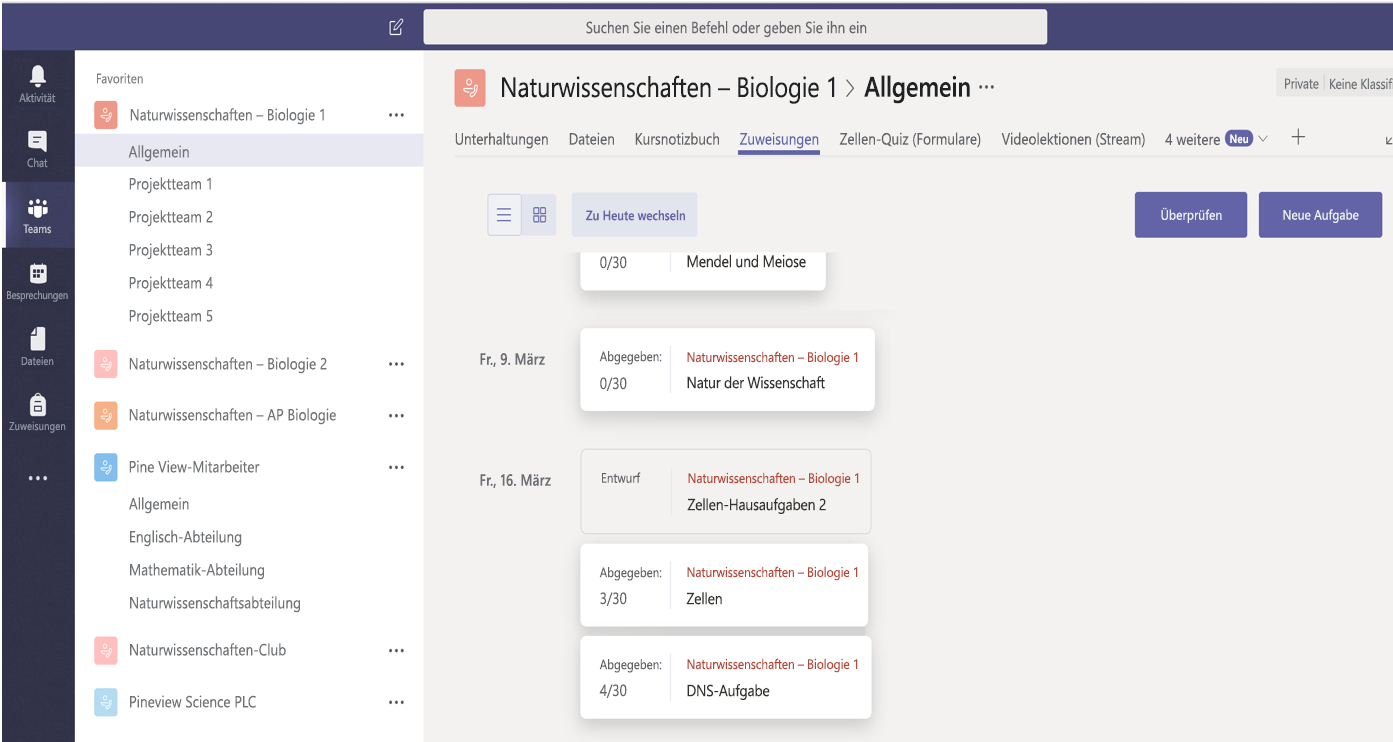 Suchen Sie einen Befehl oder geben Sie ihn ein
Aktivität
Chat
Teams
Besprechungen
Dateien
Zuweisungen
Favoriten
Naturwissenschaften – Biologie 1
Allgemein
Projektteam 1
Projektteam 2
Projektteam 3
Projektteam 4
Projektteam 5
Naturwissenschaften – Biologie 2
Naturwissenschaften – AP Biologie
Pine View-Mitarbeiter
Allgemein
Englisch-Abteilung
Mathematik-Abteilung
Naturwissenschaftsabteilung
Naturwissenschaften-Club
Pineview Science PLC
Naturwissenschaften – Biologie 1 > Allgemein ···
Private Keine Klassifi
Unterhaltungen Dateien Kursnotizbuch Zuweisungen Zellen-Quiz (Formulare) Videolektionen (Stream) 4 weitere Neu
Zu Heute wechseln Überprüfen Neue Aufgabe
0/30 Mendel und Meiose
Fr., 9. März
Abgegeben: Naturwissenschaften – Biologie 1
0/30 Natur der Wissenschaft
Fr., 16. März
Entwurf Naturwissenschaften – Biologie 1
Zellen-Hausaufgaben 2
Abgegeben: Naturwissenschaften – Biologie 1
3/30 Zellen
Abgegeben: Naturwissenschaften – Biologie 1
4/30 DNS-Aufgabe